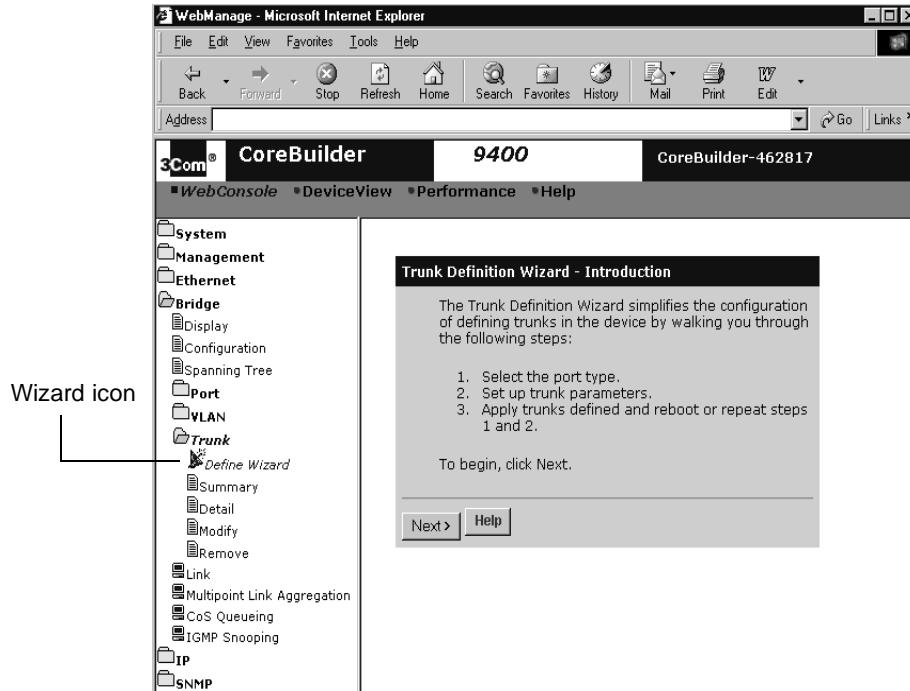 WebManage - Microsoft Internet Explorer
File Edit View Favorites Tools Help
Back Forward Stop Refresh Home Search Favorites History Mail Print Edit
Address Go Links
3Com® CoreBuilder 9400 CoreBuilder-462817
WebConsole DeviceView Performance Help
System
Management
Ethernet
Bridge
Display
Configuration
Spanning Tree
Port
VLAN
Trunk
Define Wizard
Summary
Detail
Modify
Remove
Link
Multipoint Link Aggregation
CoS Queueing
IGMP Snooping
IP
SNMP
Wizard icon
Trunk Definition Wizard - Introduction
The Trunk Definition Wizard simplifies the configuration
of defining trunks in the device by walking you through
the following steps:
1. Select the port type.
2. Set up trunk parameters.
3. Apply trunks defined and reboot or repeat steps
1 and 2.
To begin, click Next.
Next> Help